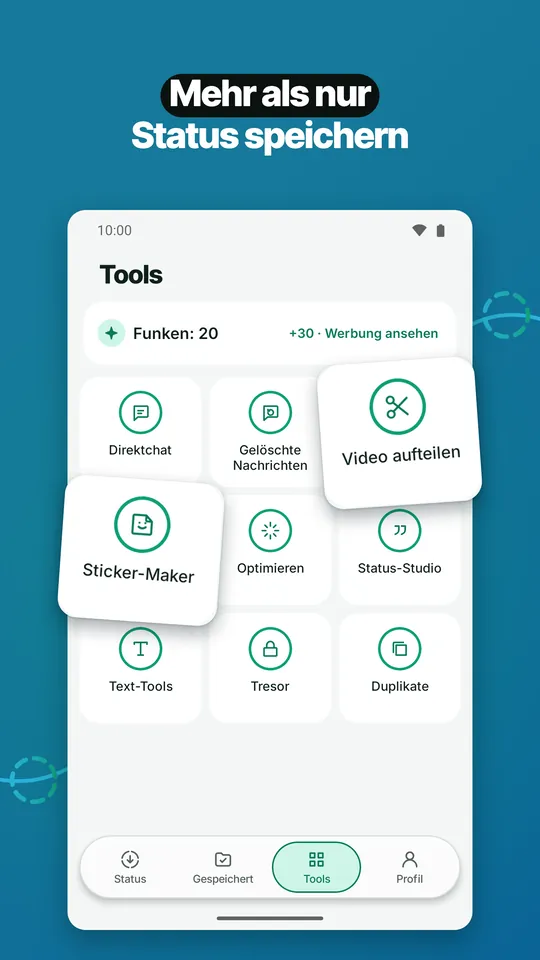 Mehr als nur
Status speichern
10:00
Tools
Funken: 20
+30 · Werbung ansehen
Direktchat
Gelöschte
Nachrichten
Video aufteilen
Sticker-Maker
Optimieren
Status-Studio
Text-Tools
Tresor
Duplikate
Status
Gespeichert
Tools
Profil